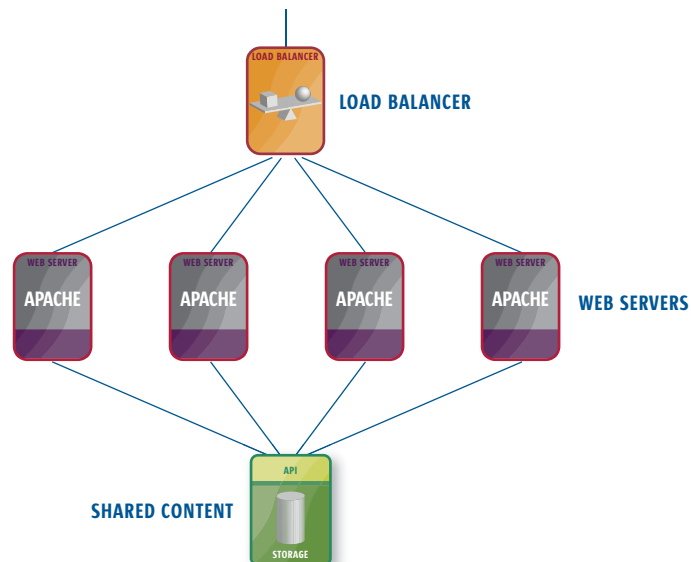 LOAD BALANCER
LOAD BALANCER
WEB SERVER
APACHE
WEB SERVER
APACHE
WEB SERVER
APACHE
WEB SERVER
APACHE
WEB SERVERS
API
SHARED CONTENT
STORAGE